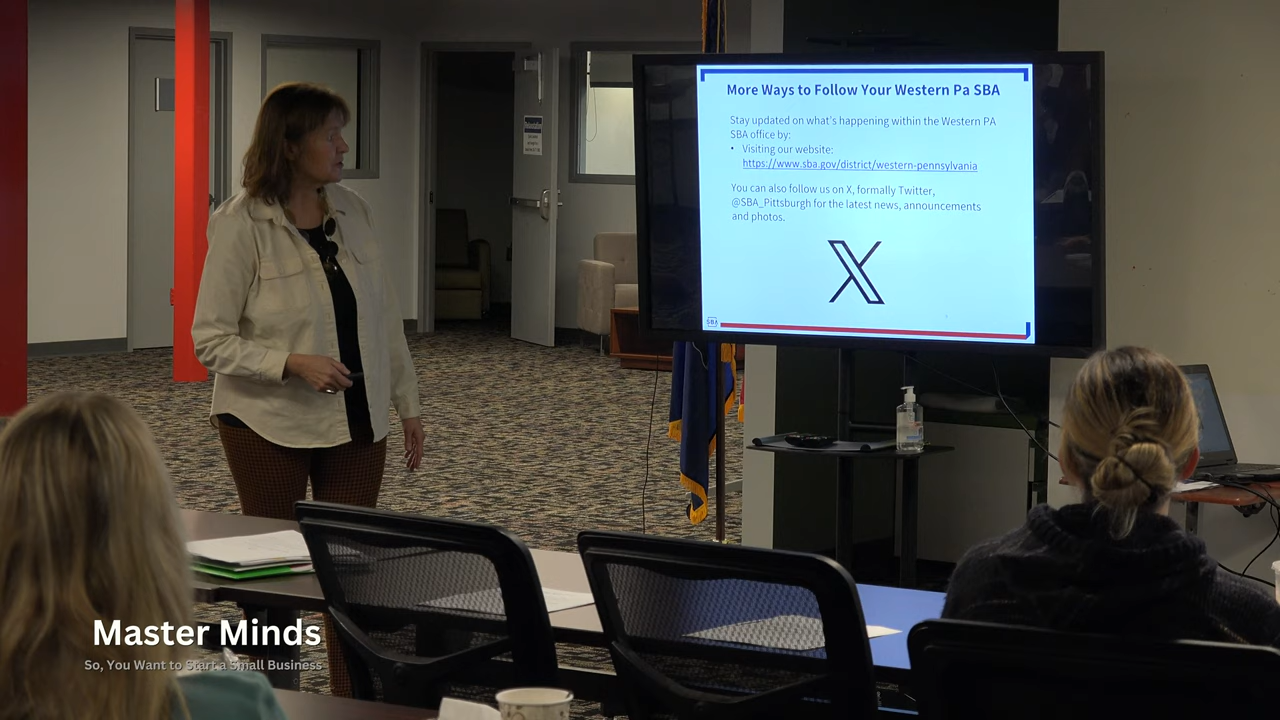 More Ways to Follow Your Western Pa SBA
Stay updated on what's happening within the Western PA
SBA office by:
• Visiting our website:
https://www.sba.gov/district/western-pennsylvania
You can also follow us on X, formally Twitter,
@SBA_Pittsburgh for the latest news, announcements
and photos.
SBA
Master Minds
So, You Want to Start a Small Business